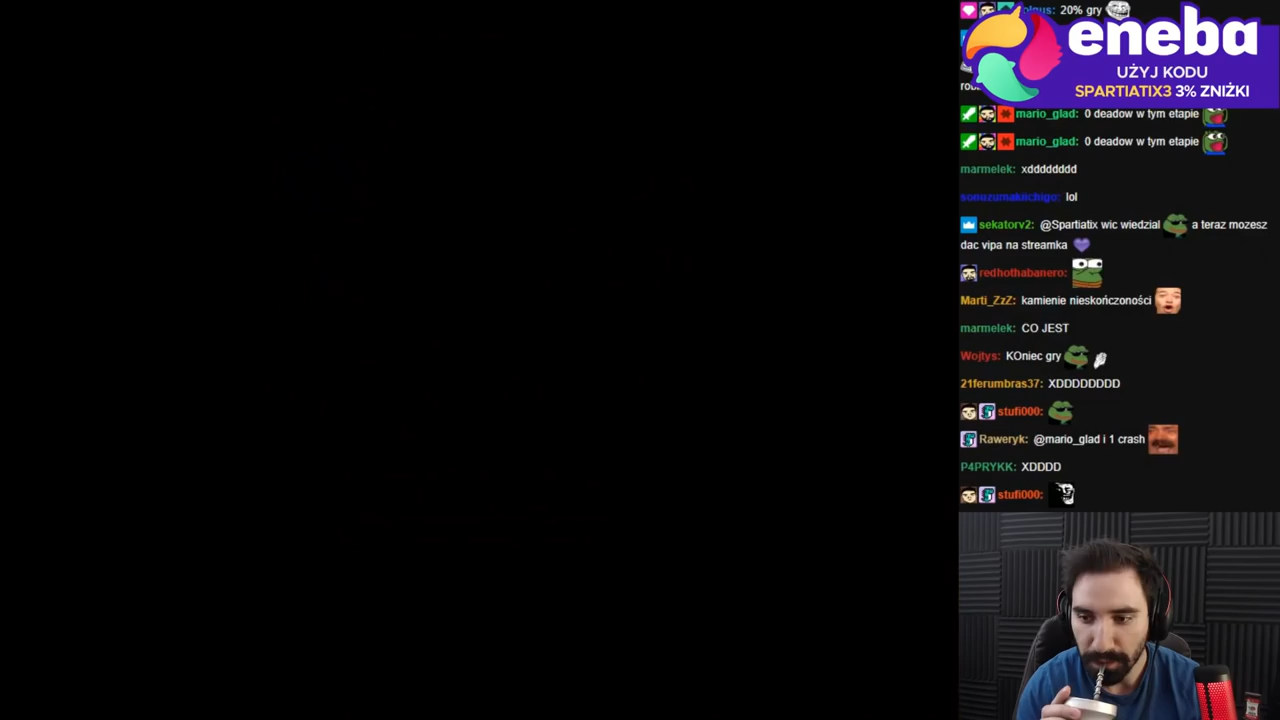 20% gry
eneba
UŻYJ KODU
SPARTIATIX3 3% ZNIŻKI
mario_glad: 0 deadow w tym etapie
mario_glad: 0 deadow w tym etapie
marmelek: xdddddddd
sonuzumakiichigo: lol
sekatorv2: @Spartiatix wic wiedzial a teraz mozesz
dac vipa na streamka
redhothabanero:
Marti_ZzZ: kamienie nieskończoności
marmelek: CO JEST
Wojtys: KOniec gry
21ferumbras37: XDDDDDDDD
stufi000:
Raweryk: @mario_glad i 1 crash
P4PRYKK: XDDDD
stufi000: